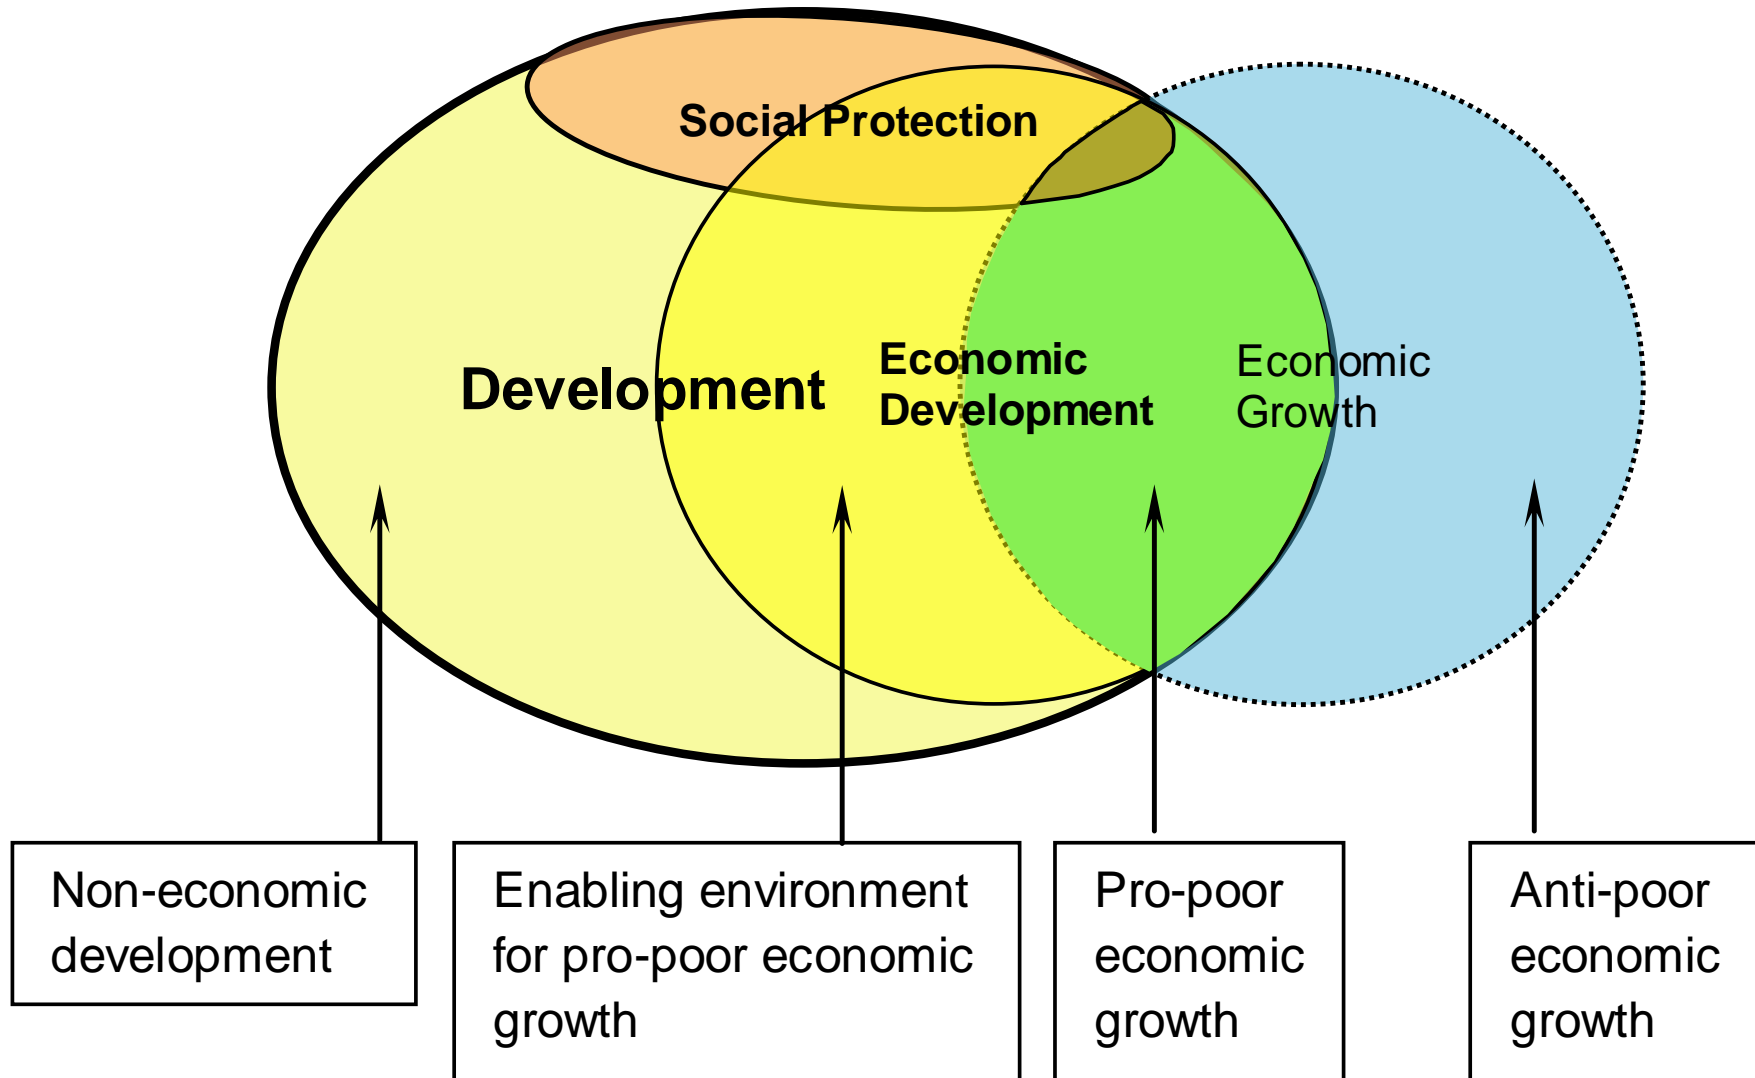 Social Protection
Development
Economic
Development
Economic
Growth
Non-economic
development
Enabling environment
for pro-poor economic
growth
Pro-poor
economic
growth
Anti-poor
economic
growth